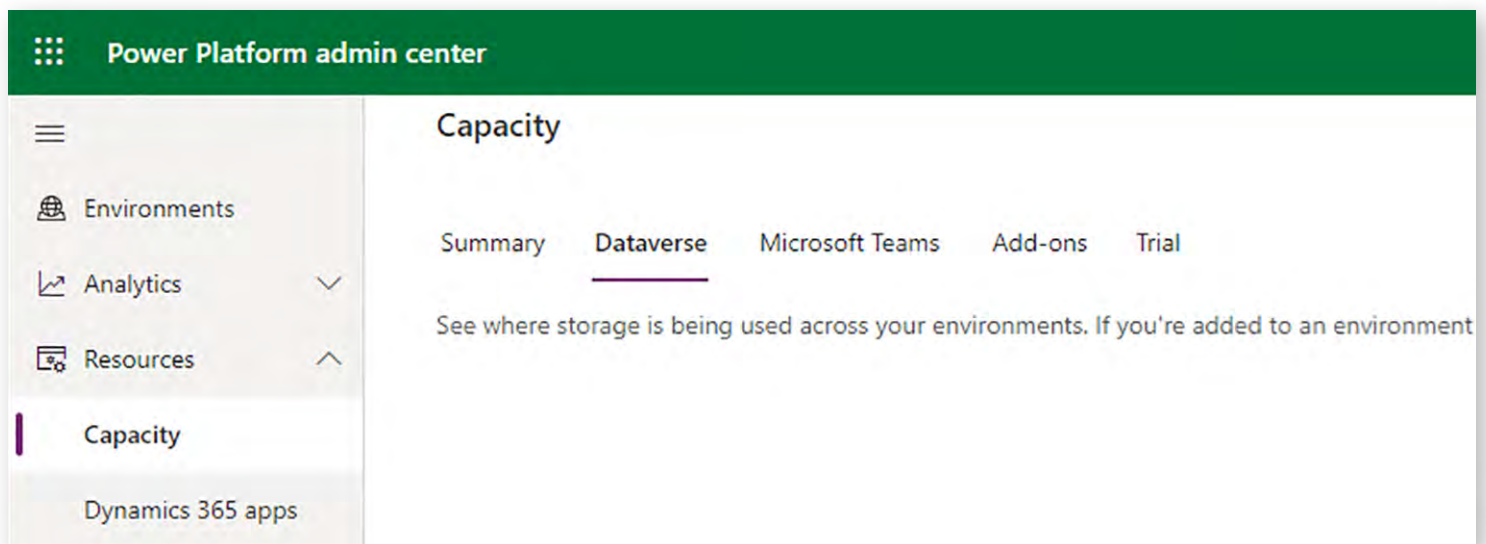 Power Platform admin center
Capacity
Environments
Analytics
Resources
Capacity
Dynamics 365 apps
Summary Dataverse Microsoft Teams Add-ons Trial
See where storage is being used across your environments. If you're added to an environment